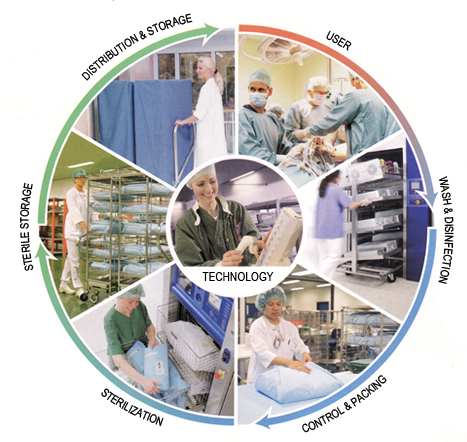 DISTRIBUTION & STORAGE
USER
WASH & DISINFECTION
CONTROL & PACKING
STERILIZATION
STERILE STORAGE
TECHNOLOGY